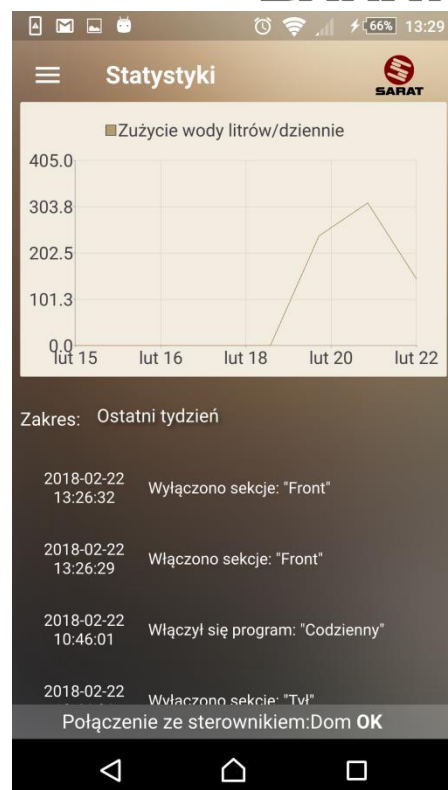 66% 13:29
Statystyki
SARAT
Zużycie wody litrów/dziennie
405.0
303.8
202.5
101.3
0.0
lut 15 lut 16 lut 18 lut 20 lut 22
Zakres: Ostatni tydzień
2018-02-22
13:26:32
Wyłączono sekcje: "Front"
2018-02-22
13:26:29
Włączono sekcje: "Front"
2018-02-22
10:46:01
Włączył się program: "Codzienny"
2018-02-22
Wyłączono sekcje: "Tył"
Połączenie ze sterownikiem:Dom OK